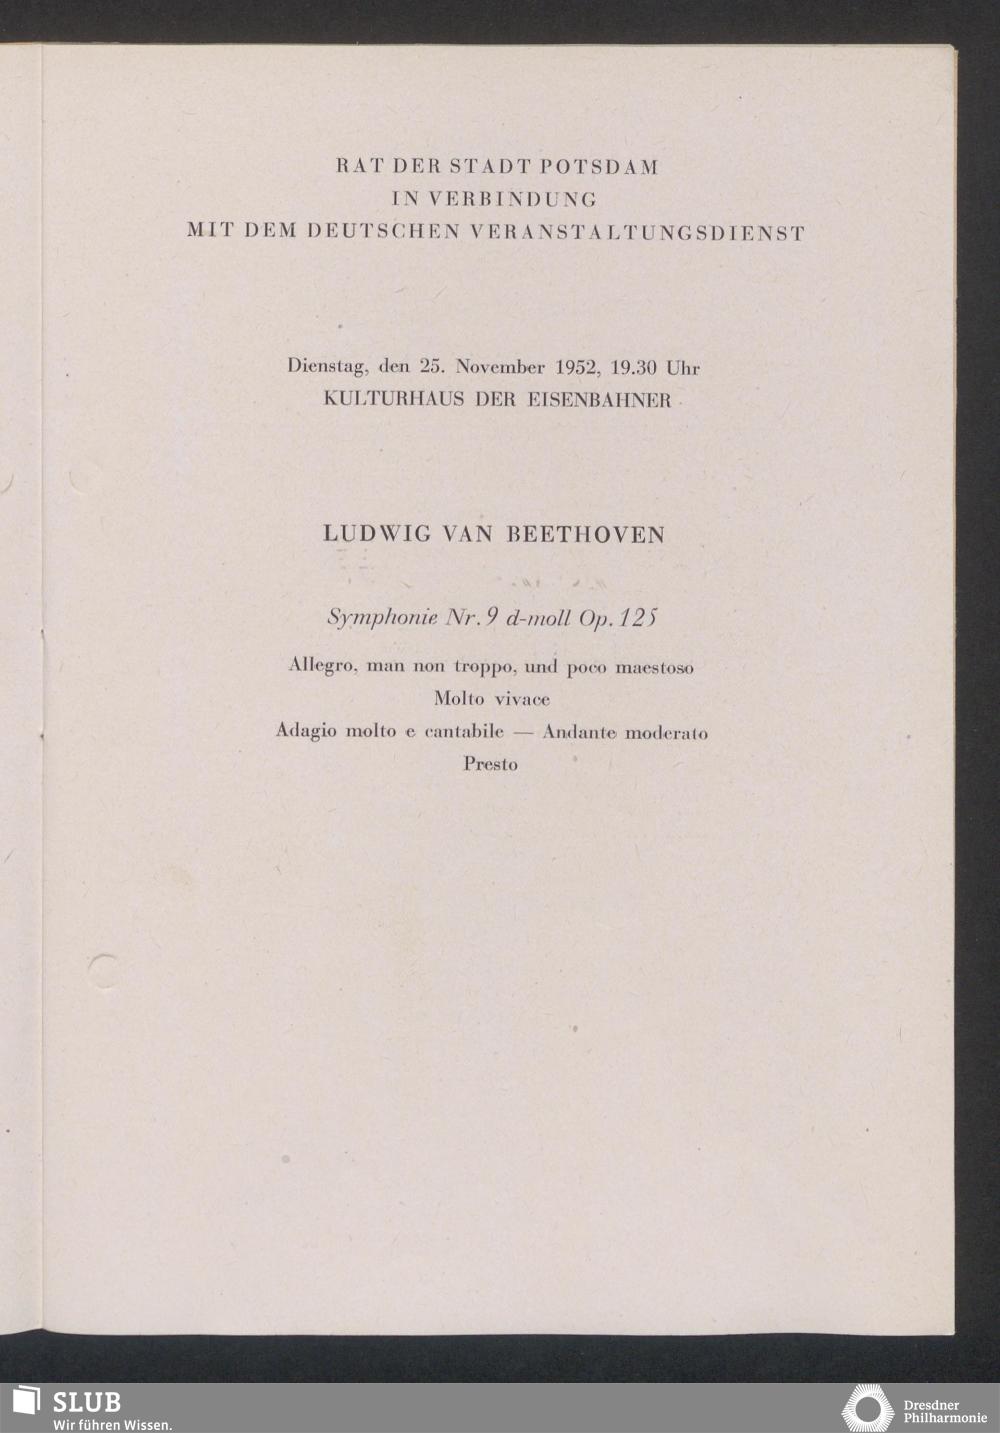 RAT DER STADT POTSDAM
IN VERBINDUNG
MIT DEM DEUTSCHEN VERANSTALTUNGSDIENST
Dienstag, den 25. November 1952, 19.30 Uhr
KULTURHAUS DER EISENBAHNER
LUDWIG VAN BEETHOVEN
Symphonie Nr. 9 d-moll Op. 125
Allegro, man non troppo, und poco maestoso
Molto vivace
Adagio molto e cantabile — Andante moderato
Presto
SLUB
Wir führen Wissen.
Dresdner
Philharmonie